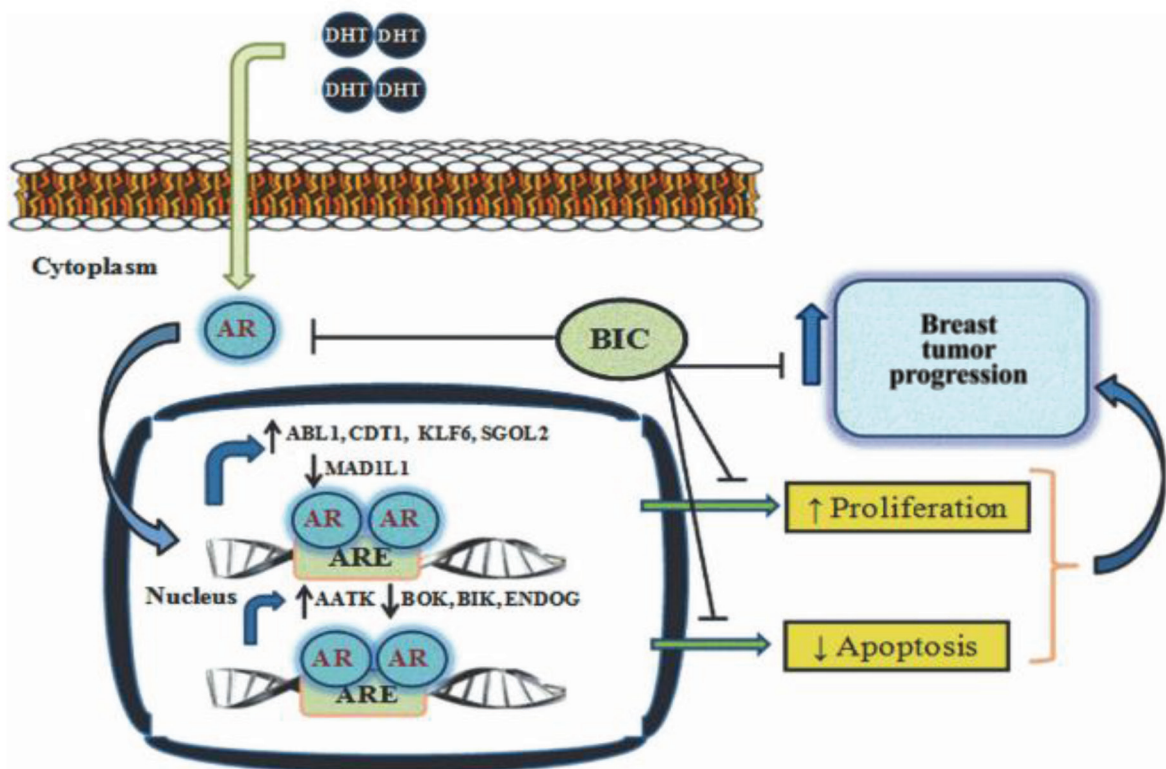 DHT DHT
DHT DHT
Cytoplasm
AR
BIC
Breast
tumor
progression
↑ ABL1, CDT1, KLF6, SGOL2
↓ MAD1L1
AR AR
ARE
↑ Proliferation
Nucleus
↑ AATK ↓ BOK, BIK, ENDOG
AR AR
ARE
↓ Apoptosis